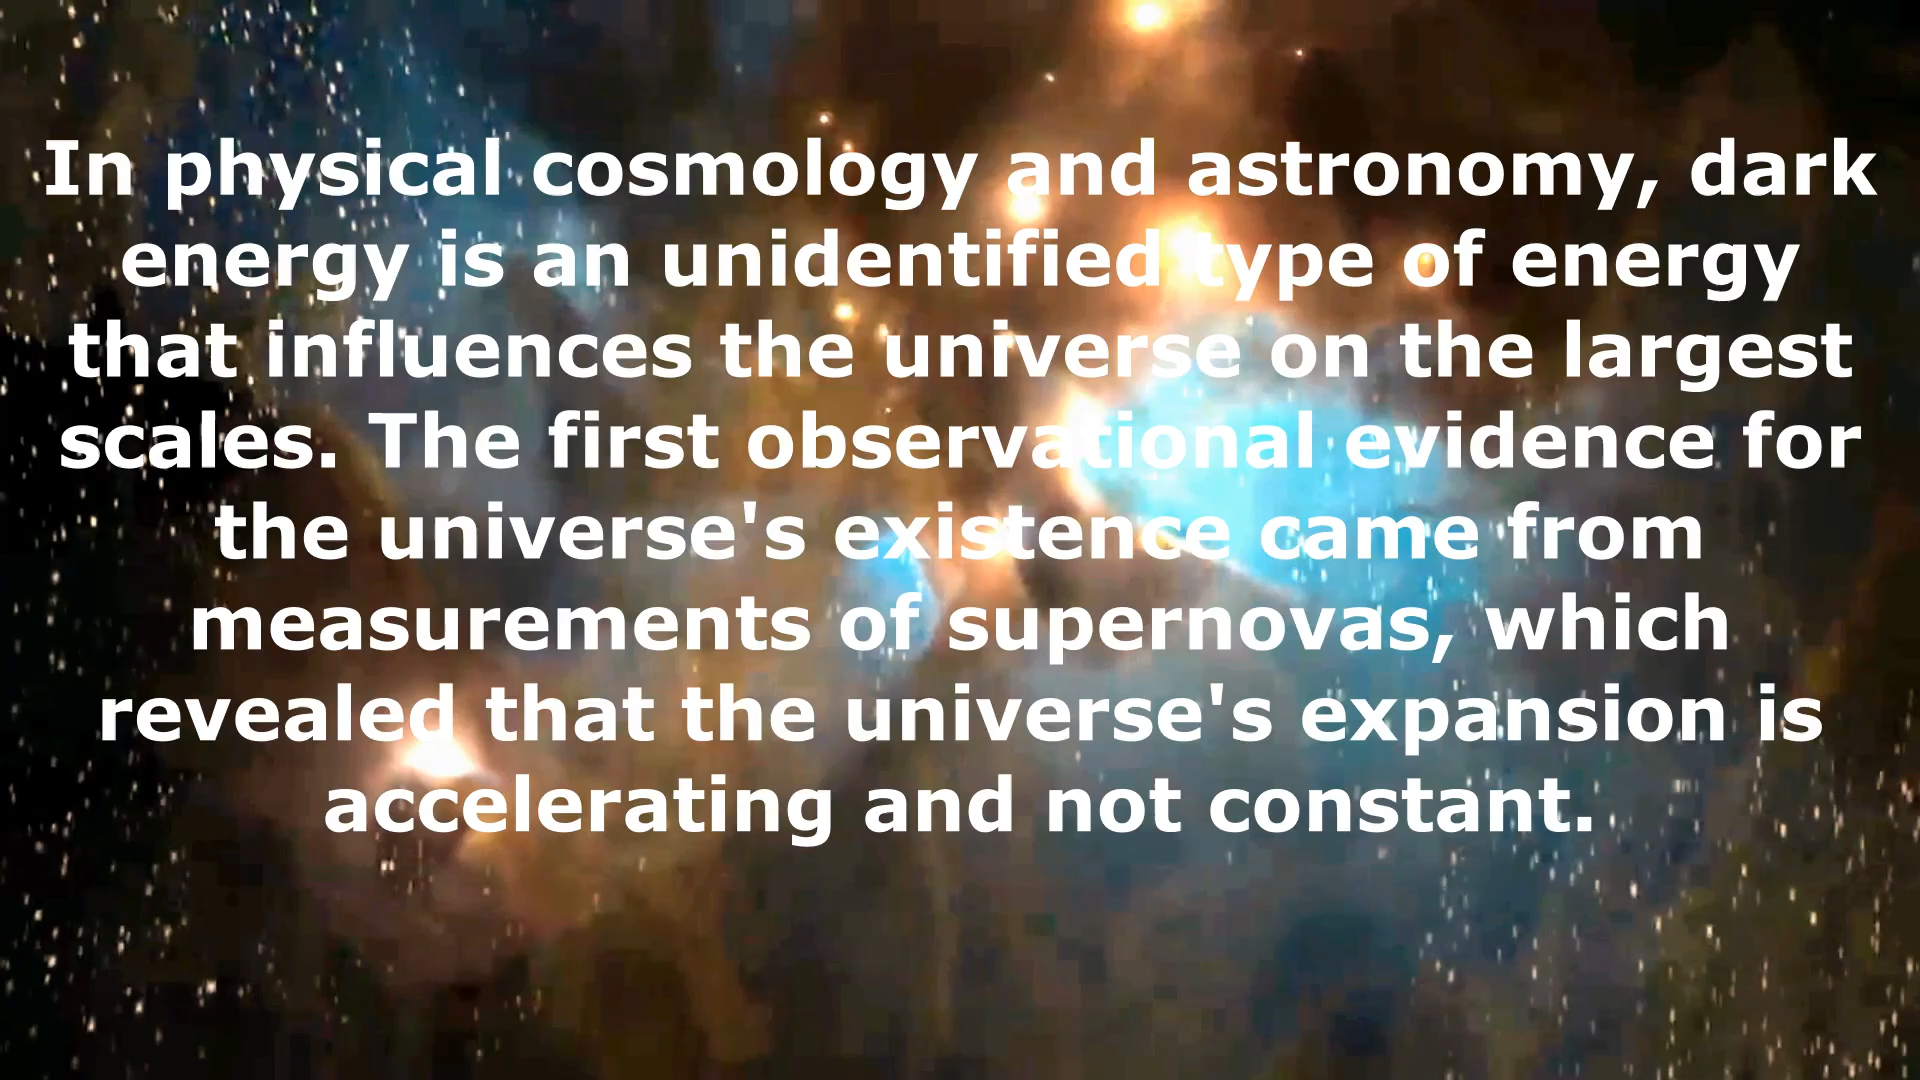 In physical cosmology and astronomy, dark
energy is an unidentified type of energy
that influences the universe on the largest
scales. The first observational evidence for
the universe's existence came from
measurements of supernovas, which
revealed that the universe's expansion is
accelerating and not constant.